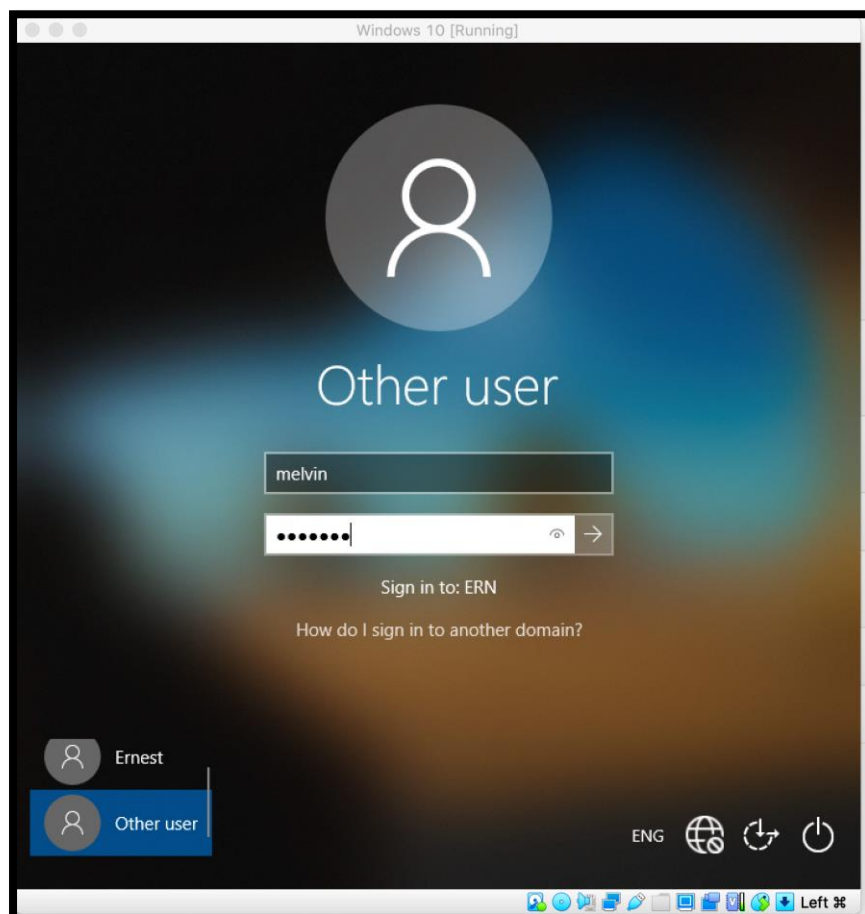 Windows 10 [Running]
Other user
melvin
Sign in to: ERN
How do I sign in to another domain?
Ernest
Other user
ENG
Left ⌘